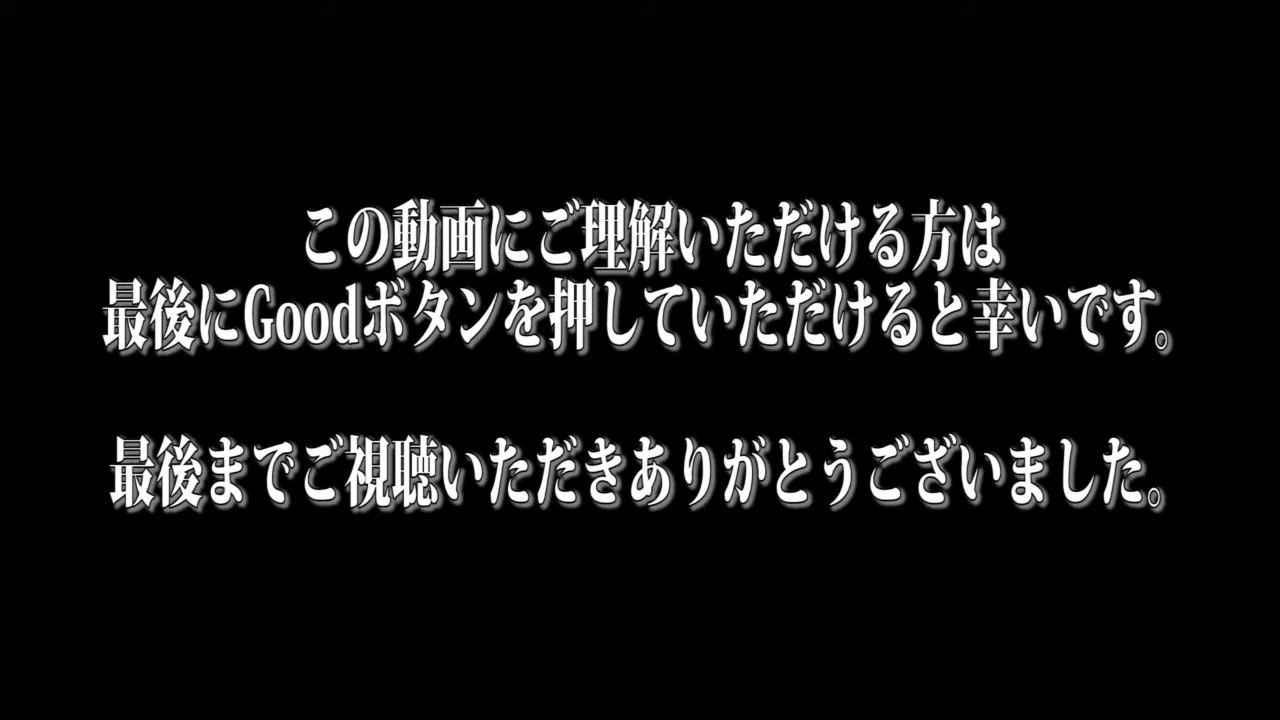 この動画にご理解いただける方は
最後にGoodボタンを押していただけると幸いです。
最後までご視聴いただきありがとうございました。